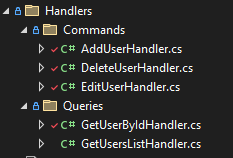 Handlers
Commands
C# AddUserHandler.cs
C# DeleteUserHandler.cs
C# EditUserHandler.cs
Queries
C# GetUserByIdHandler.cs
C# GetUsersListHandler.cs